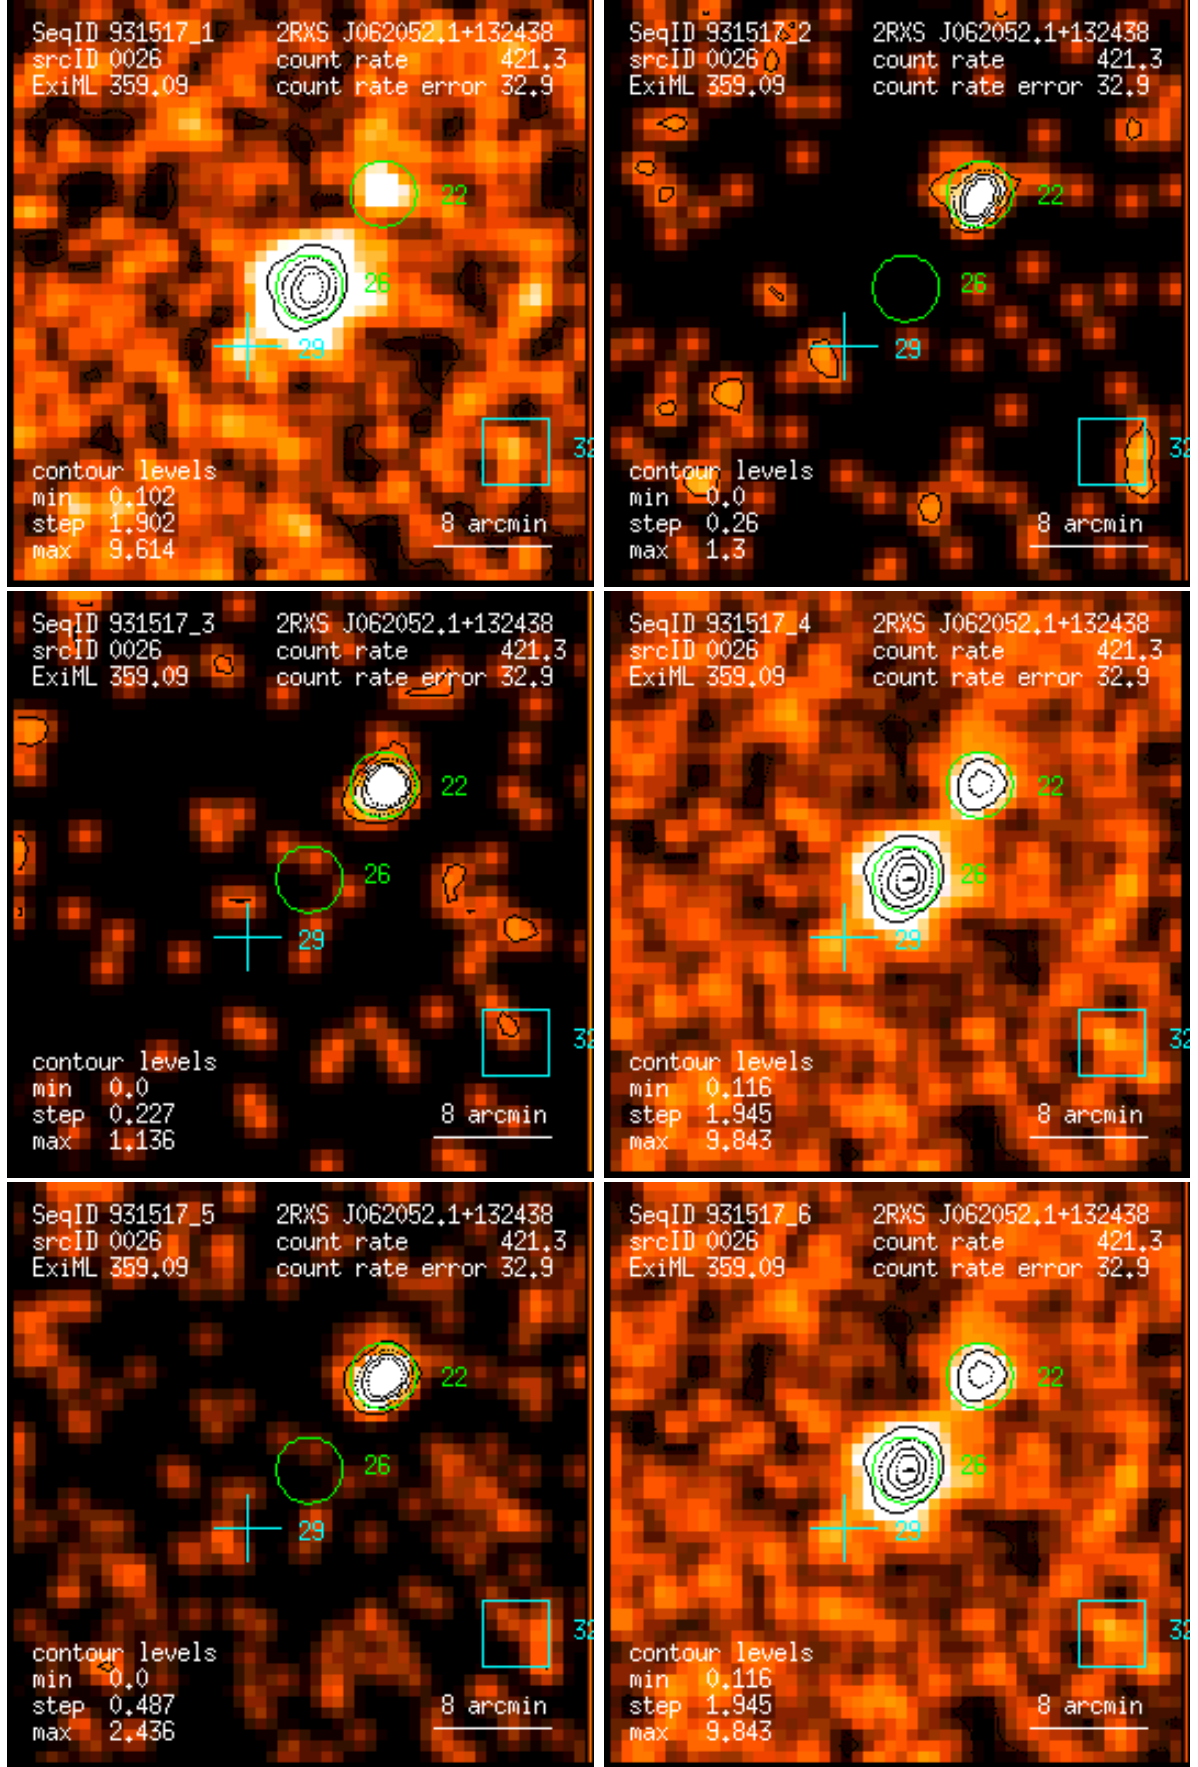 SeqID 931517_1 2RXS J062052.1+132438
srcID 0026 count rate 421.3
ExiML 359.09 count rate error 32.9
22
26
29
32
contour levels
min 0.102
step 1.902 8 arcmin
max 9.614
SeqID 931517_2 2RXS J062052.1+132438
srcID 0026 count rate 421.3
ExiML 359.09 count rate error 32.9
22
26
29
32
contour levels
min 0.0
step 0.26 8 arcmin
max 1.3
SeqID 931517_3 2RXS J062052.1+132438
srcID 0026 count rate 421.3
ExiML 359.09 count rate error 32.9
22
26
29
32
contour levels
min 0.0
step 0.227 8 arcmin
max 1.136
SeqID 931517_4 2RXS J062052.1+132438
srcID 0026 count rate 421.3
ExiML 359.09 count rate error 32.9
22
26
29
32
contour levels
min 0.116
step 1.945 8 arcmin
max 9.843
SeqID 931517_5 2RXS J062052.1+132438
srcID 0026 count rate 421.3
ExiML 359.09 count rate error 32.9
22
26
29
32
contour levels
min 0.0
step 0.487 8 arcmin
max 2.436
SeqID 931517_6 2RXS J062052.1+132438
srcID 0026 count rate 421.3
ExiML 359.09 count rate error 32.9
22
26
29
32
contour levels
min 0.116
step 1.945 8 arcmin
max 9.843